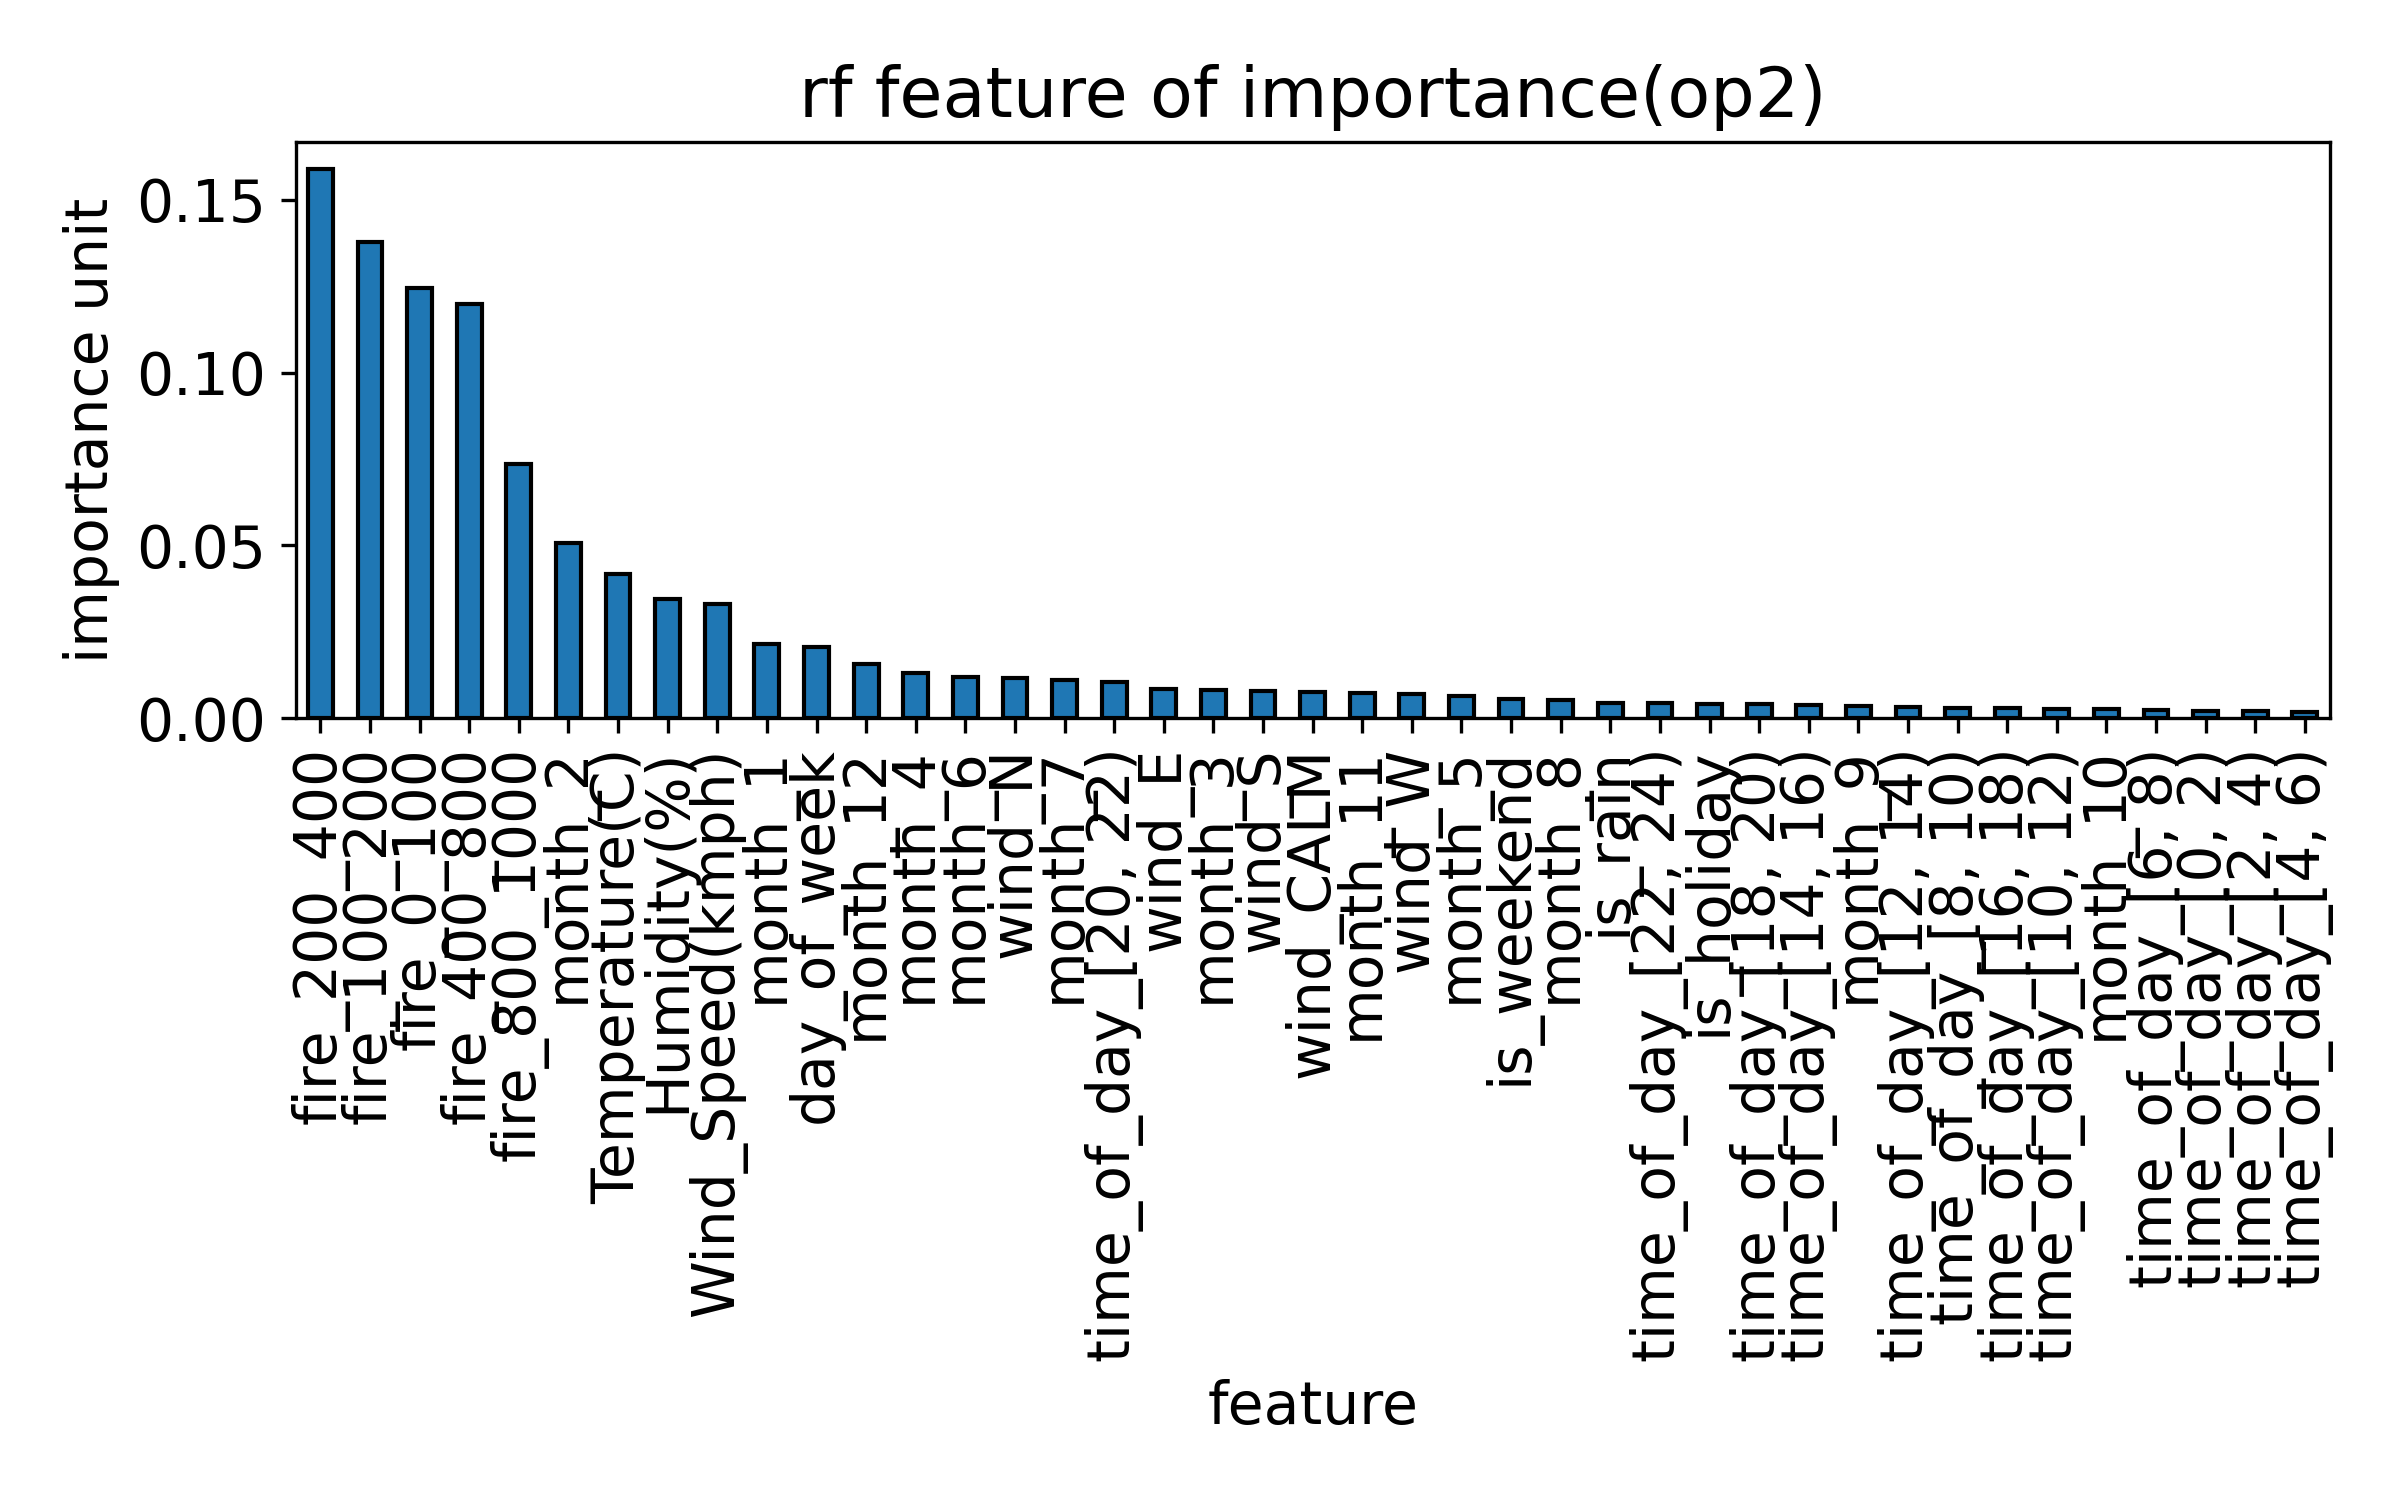 rf feature of importance(op2)
importance unit
0.15
0.10
0.05
0.00
fire_200_400
fire_100_200
fire_0_100
fire_400_800
fire_800_1000
month_2
Temperature(C)
Humidity(%)
Wind_Speed(kmph)
month_1
day_of_week
month_12
month_4
month_6
wind_N
month_7
time_of_day_[20, 22)
wind_E
month_3
wind_S
wind_CALM
month_11
wind_W
month_5
is_weekend
month_8
is_rain
time_of_day_[22, 24)
is_holiday
time_of_day_[18, 20)
time_of_day_[14, 16)
month_9
time_of_day_[12, 14)
time_of_day_[8, 10)
time_of_day_[16, 18)
time_of_day_[10, 12)
month_10
time_of_day_[6, 8)
time_of_day_[0, 2)
time_of_day_[2, 4)
time_of_day_[4, 6)
feature